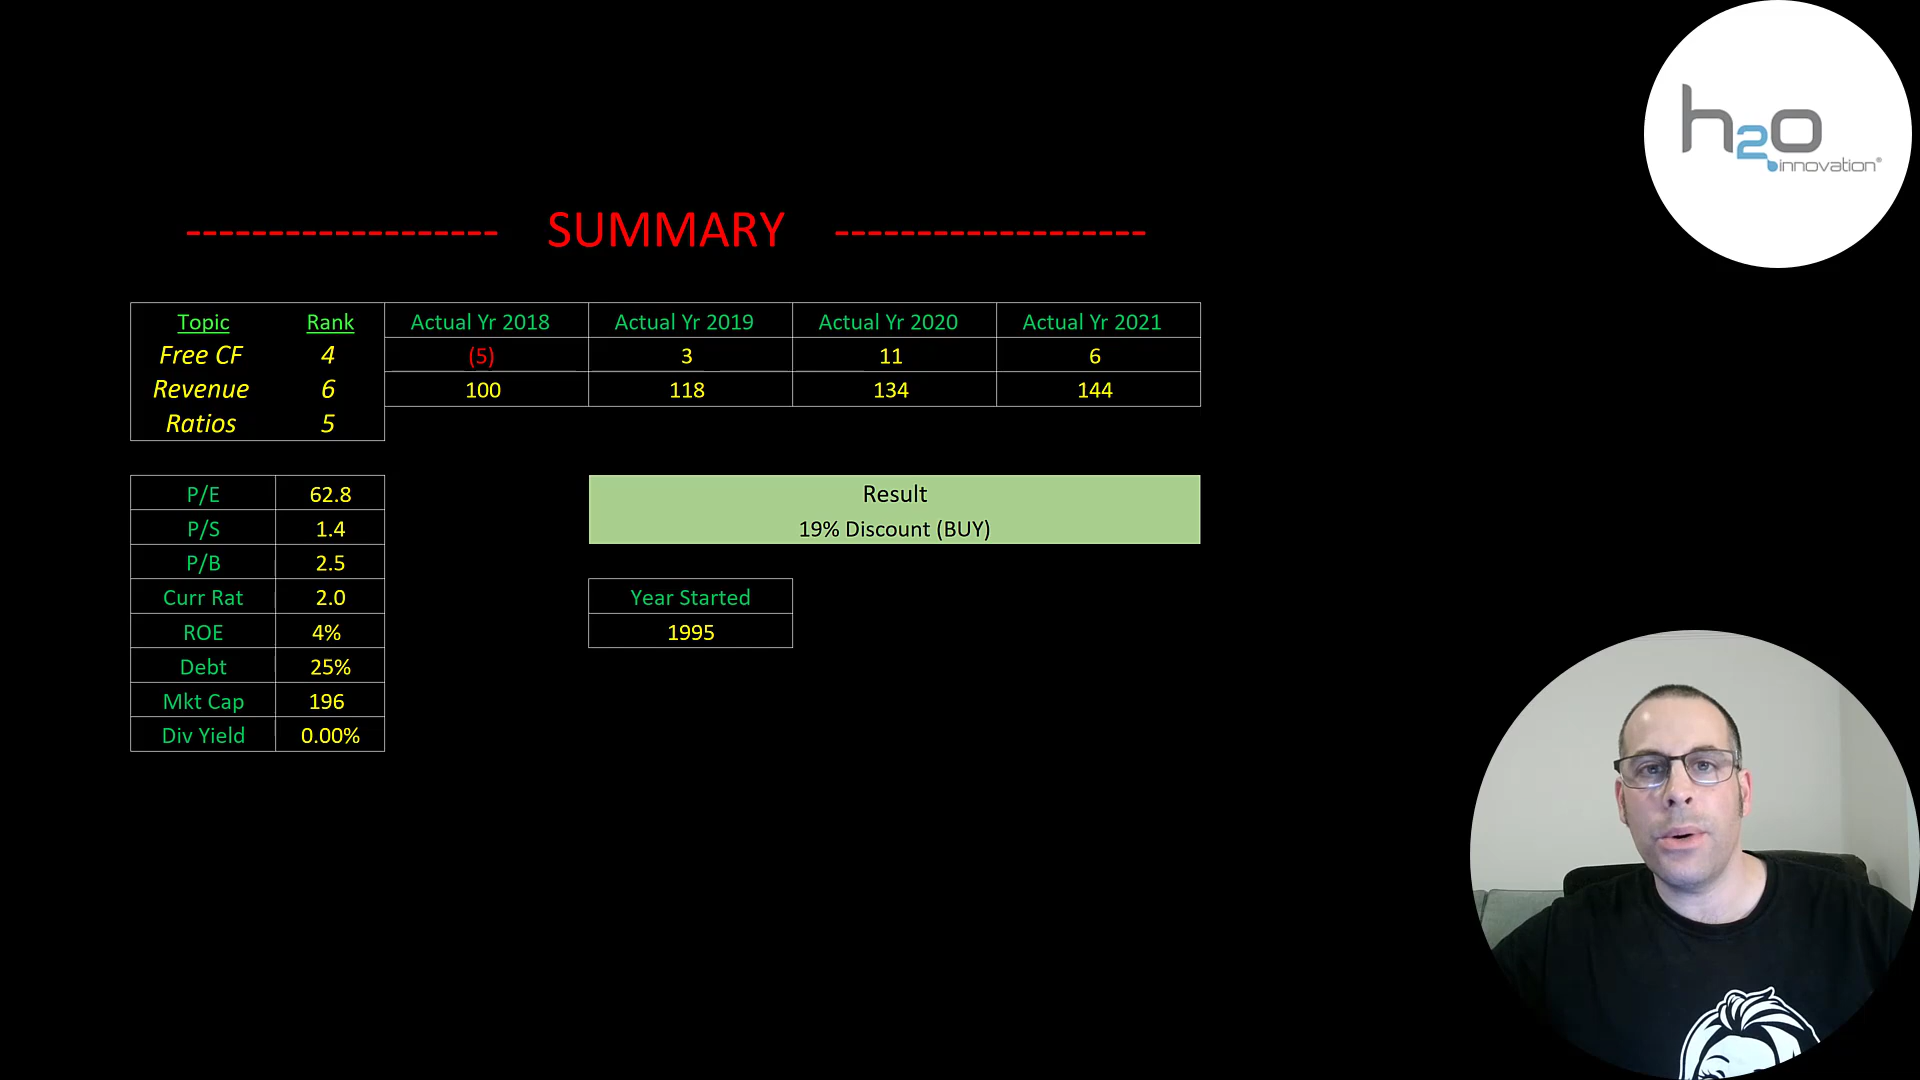 h2o
innovation®
------------------- SUMMARY -------------------
Topic Rank Actual Yr 2018 Actual Yr 2019 Actual Yr 2020 Actual Yr 2021
Free CF 4 (5) 3 11 6
Revenue 6 100 118 134 144
Ratios 5
P/E 62.8 Result
P/S 1.4 19% Discount (BUY)
P/B 2.5
Curr Rat 2.0 Year Started
ROE 4% 1995
Debt 25%
Mkt Cap 196
Div Yield 0.00%